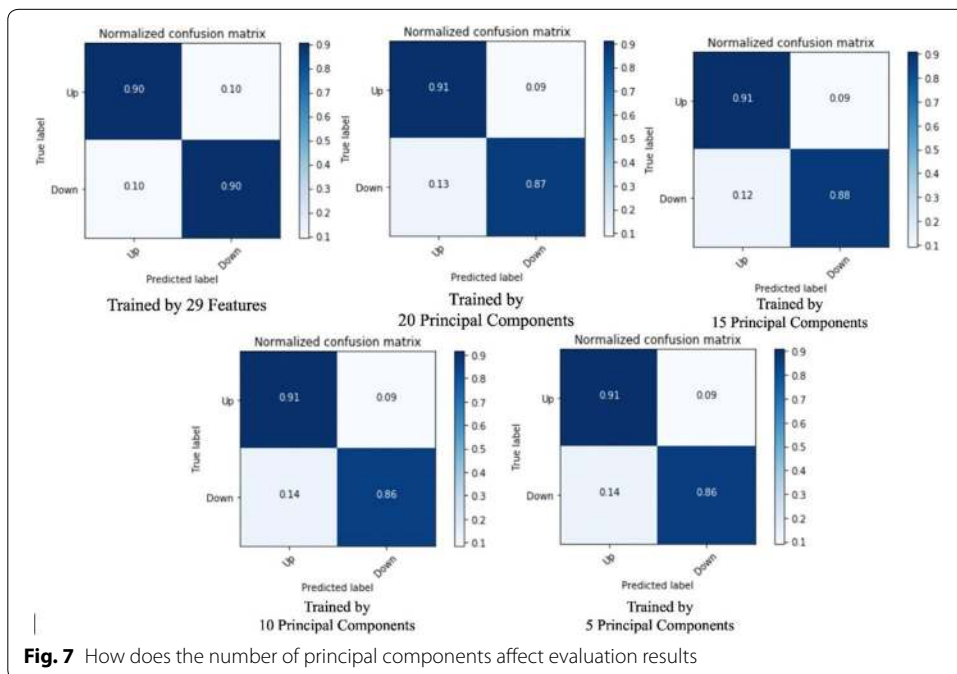 Normalized confusion matrix
True label
Up
Down
0.90
0.10
0.10
0.90
Up
Down
Predicted label
0.9
0.8
0.7
0.6
0.5
0.4
0.3
0.2
0.1
Trained by 29 Features
Normalized confusion matrix
True label
Up
Down
0.91
0.09
0.13
0.87
Up
Down
Predicted label
0.9
0.8
0.7
0.6
0.5
0.4
0.3
0.2
0.1
Trained by
20 Principal Components
Normalized confusion matrix
True label
Up
Down
0.91
0.09
0.12
0.88
Up
Down
Predicted label
0.9
0.8
0.7
0.6
0.5
0.4
0.3
0.2
0.1
Trained by
15 Principal Components
Normalized confusion matrix
True label
Up
Down
0.91
0.09
0.14
0.86
Up
Down
Predicted label
0.9
0.8
0.7
0.6
0.5
0.4
0.3
0.2
0.1
Trained by
10 Principal Components
Normalized confusion matrix
True label
Up
Down
0.91
0.09
0.14
0.86
Up
Down
Predicted label
0.9
0.8
0.7
0.6
0.5
0.4
0.3
0.2
0.1
Trained by
5 Principal Components
Fig. 7 How does the number of principal components affect evaluation results